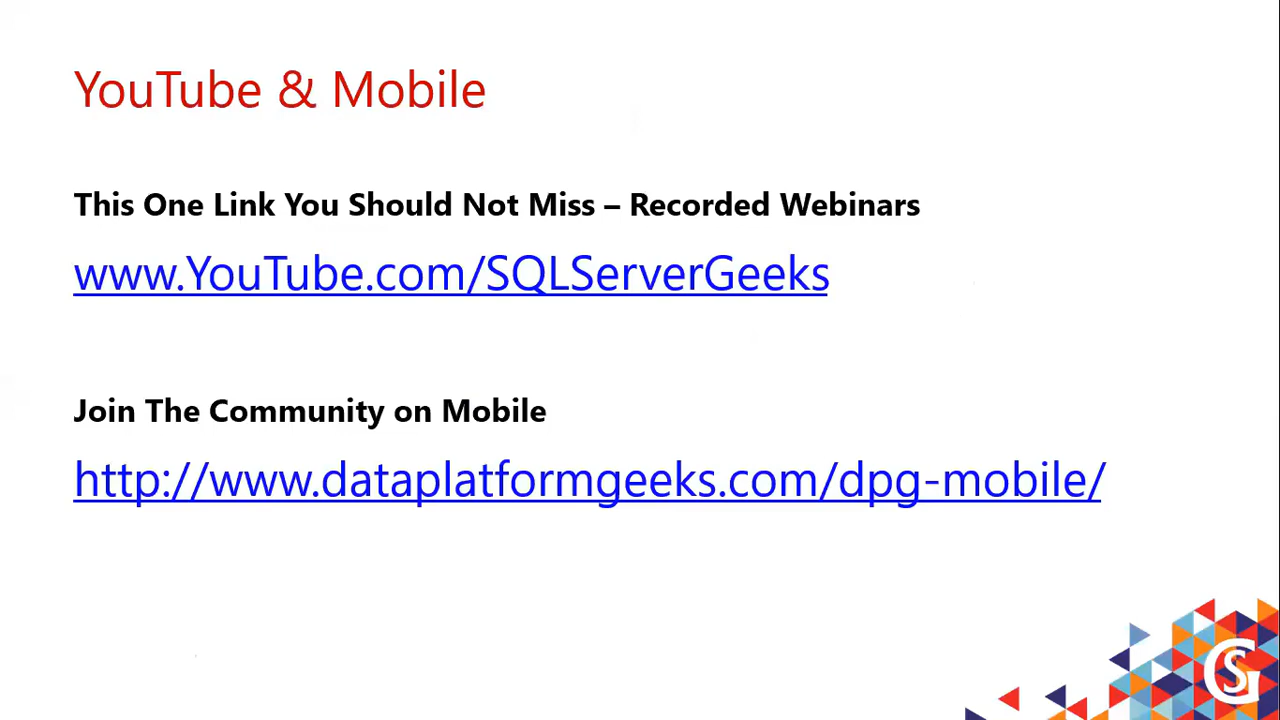 YouTube & Mobile
This One Link You Should Not Miss – Recorded Webinars
www.YouTube.com/SQLServerGeeks
Join The Community on Mobile
http://www.dataplatformgeeks.com/dpg-mobile/
GS